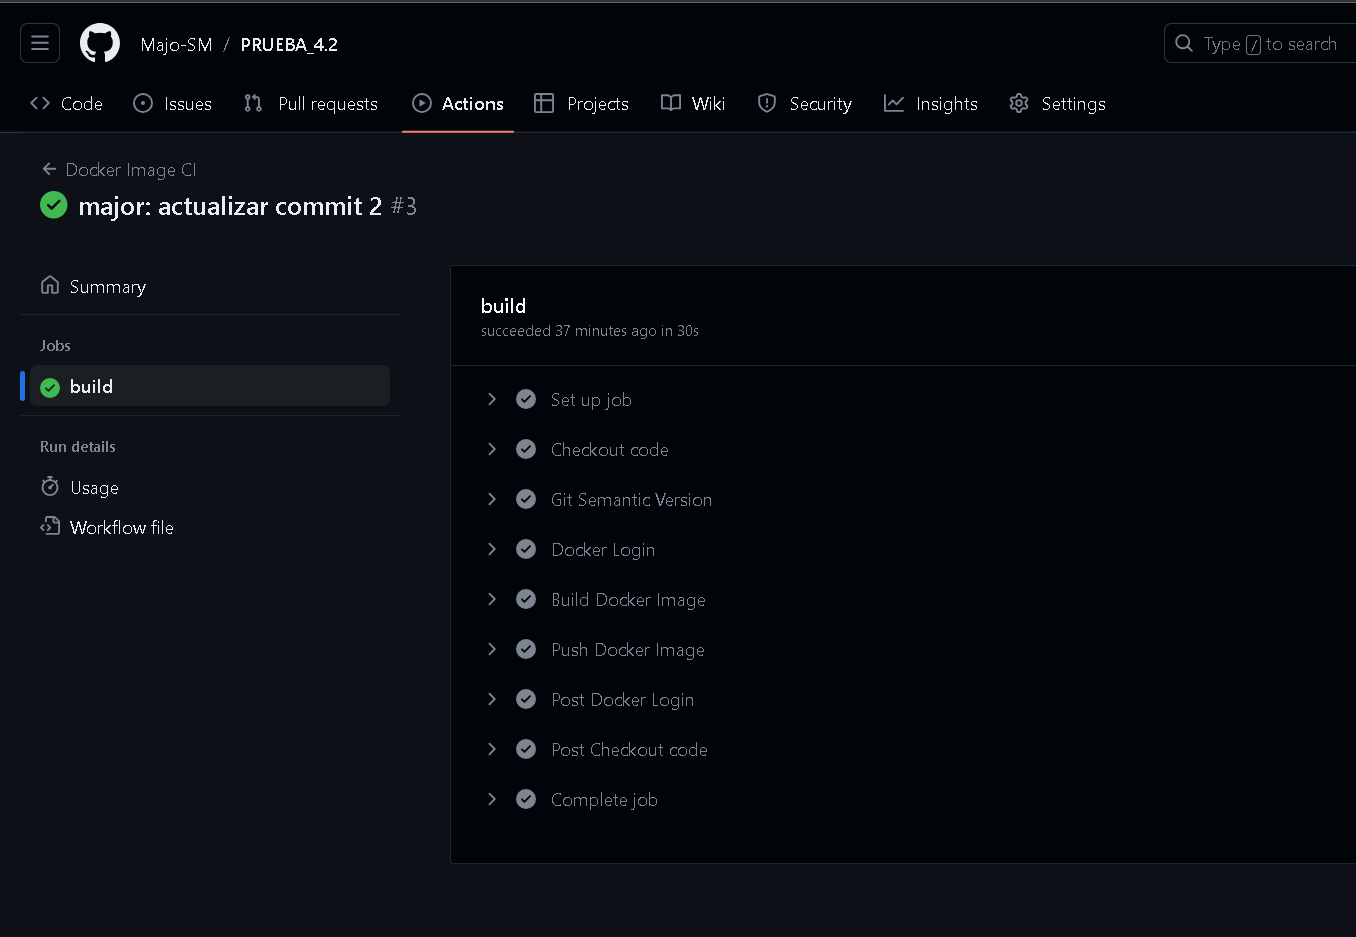 Majo-SM / PRUEBA_4.2
Type / to search
Code Issues Pull requests Actions Projects Wiki Security Insights Settings
Docker Image CI
major: actualizar commit 2 #3
Summary
Jobs
build
Run details
Usage
Workflow file
build
succeeded 37 minutes ago in 30s
Set up job
Checkout code
Git Semantic Version
Docker Login
Build Docker Image
Push Docker Image
Post Docker Login
Post Checkout code
Complete job